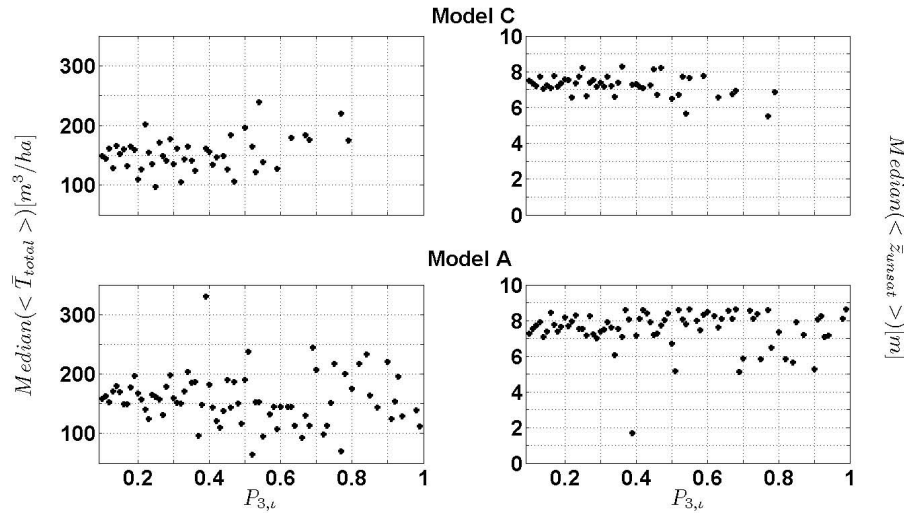 Model C
300
200
100
10
8
6
4
2
0
Median(< T̄_total >)[m³/ha]
Median(< z̄_unsat >)[m]
Model A
300
200
100
0.2 0.4 0.6 0.8 1
P_{3,ι}
10
8
6
4
2
0
0.2 0.4 0.6 0.8 1
P_{3,ι}